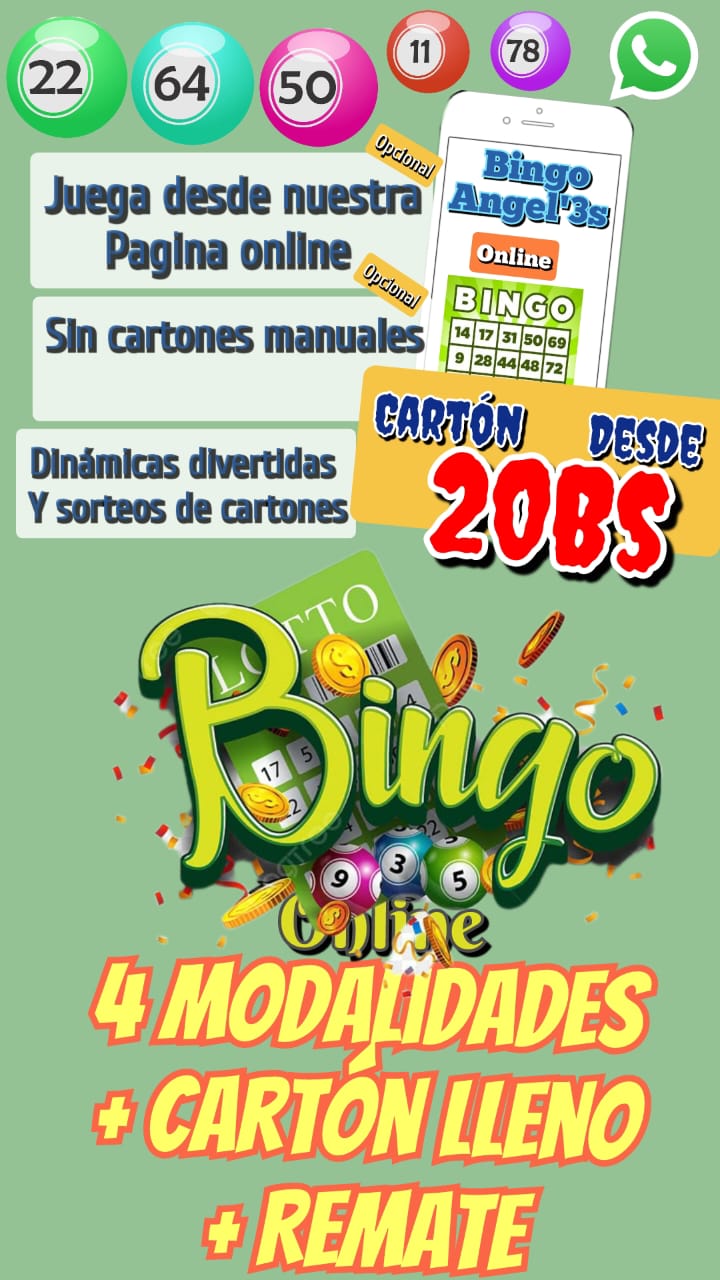 22 64 50 11 78
Opcional
Juega desde nuestra
Pagina online
Opcional
SIn cartones manuales
Dinámicas divertidas
Y sorteos de cartones
Bingo
Angel'3s
Online
BINGO
14 17 31 50 69
9 28 44 48 72
CARTÓN DESDE
20BS
LOTTO
Bingo
17 5
9 3 5
Online
4 MODALIDADES
+ CARTÓN LLENO
+ REMATE